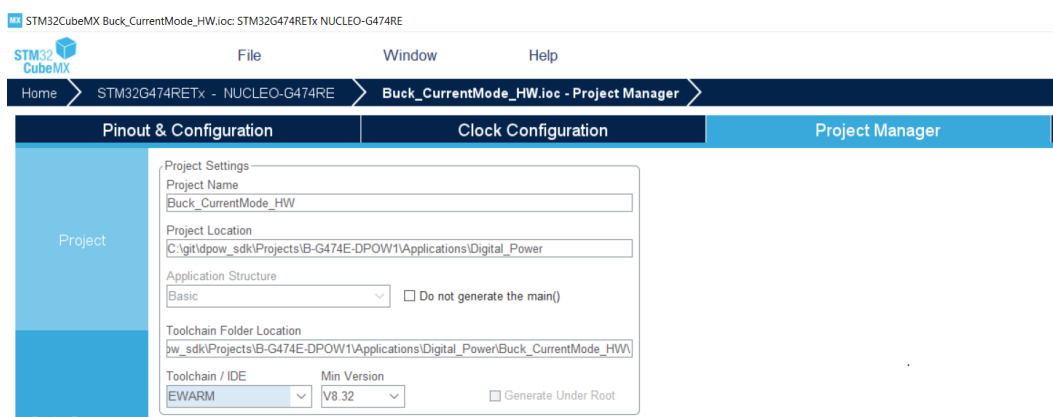 MX STM32CubeMX Buck_CurrentMode_HW.ioc: STM32G474RETx NUCLEO-G474RE
STM32 CubeMX File Window Help
Home STM32G474RETx - NUCLEO-G474RE Buck_CurrentMode_HW.ioc - Project Manager
Pinout & Configuration Clock Configuration Project Manager
Project
Project Settings
Project Name
Buck_CurrentMode_HW
Project Location
C:\git\dpow_sdk\Projects\B-G474E-DPOW1\Applications\Digital_Power
Application Structure
Basic Do not generate the main()
Toolchain Folder Location
ow_sdk\Projects\B-G474E-DPOW1\Applications\Digital_Power\Buck_CurrentMode_HW\
Toolchain / IDE Min Version
EWARM V8.32 Generate Under Root